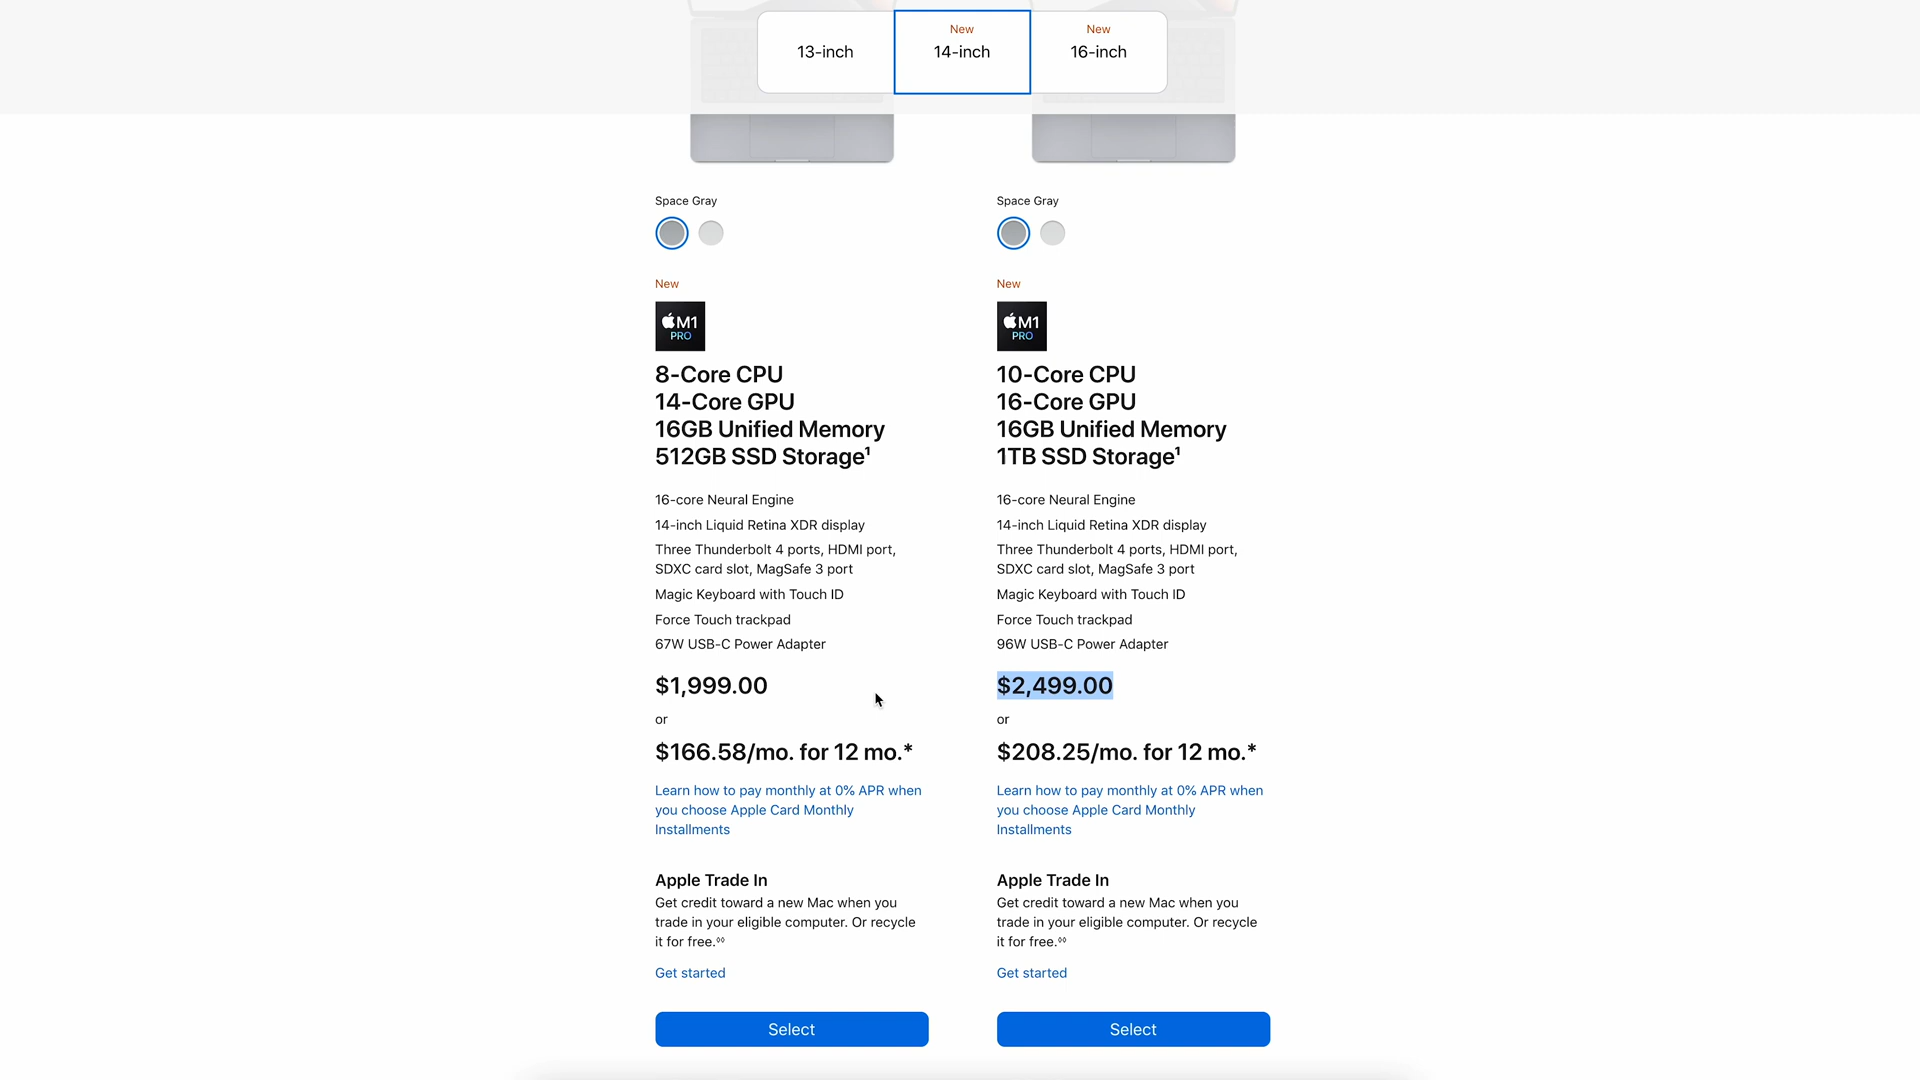 13-inch
New
14-inch
New
16-inch
Space Gray
New
M1
PRO
8-Core CPU
14-Core GPU
16GB Unified Memory
512GB SSD Storage¹
16-core Neural Engine
14-inch Liquid Retina XDR display
Three Thunderbolt 4 ports, HDMI port,
SDXC card slot, MagSafe 3 port
Magic Keyboard with Touch ID
Force Touch trackpad
67W USB-C Power Adapter
$1,999.00
or
$166.58/mo. for 12 mo.*
Learn how to pay monthly at 0% APR when
you choose Apple Card Monthly
Installments
Apple Trade In
Get credit toward a new Mac when you
trade in your eligible computer. Or recycle
it for free.◊◊
Get started
Select
Space Gray
New
M1
PRO
10-Core CPU
16-Core GPU
16GB Unified Memory
1TB SSD Storage¹
16-core Neural Engine
14-inch Liquid Retina XDR display
Three Thunderbolt 4 ports, HDMI port,
SDXC card slot, MagSafe 3 port
Magic Keyboard with Touch ID
Force Touch trackpad
96W USB-C Power Adapter
$2,499.00
or
$208.25/mo. for 12 mo.*
Learn how to pay monthly at 0% APR when
you choose Apple Card Monthly
Installments
Apple Trade In
Get credit toward a new Mac when you
trade in your eligible computer. Or recycle
it for free.◊◊
Get started
Select